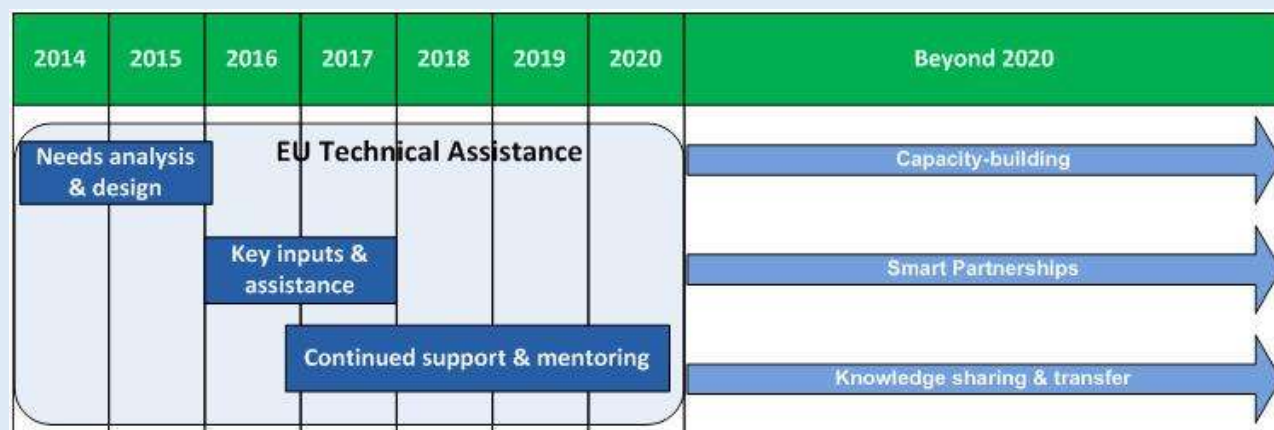 2014 2015 2016 2017 2018 2019 2020 Beyond 2020
EU Technical Assistance
Needs analysis
& design
Capacity-building
Key inputs &
assistance
Smart Partnerships
Continued support & mentoring
Knowledge sharing & transfer